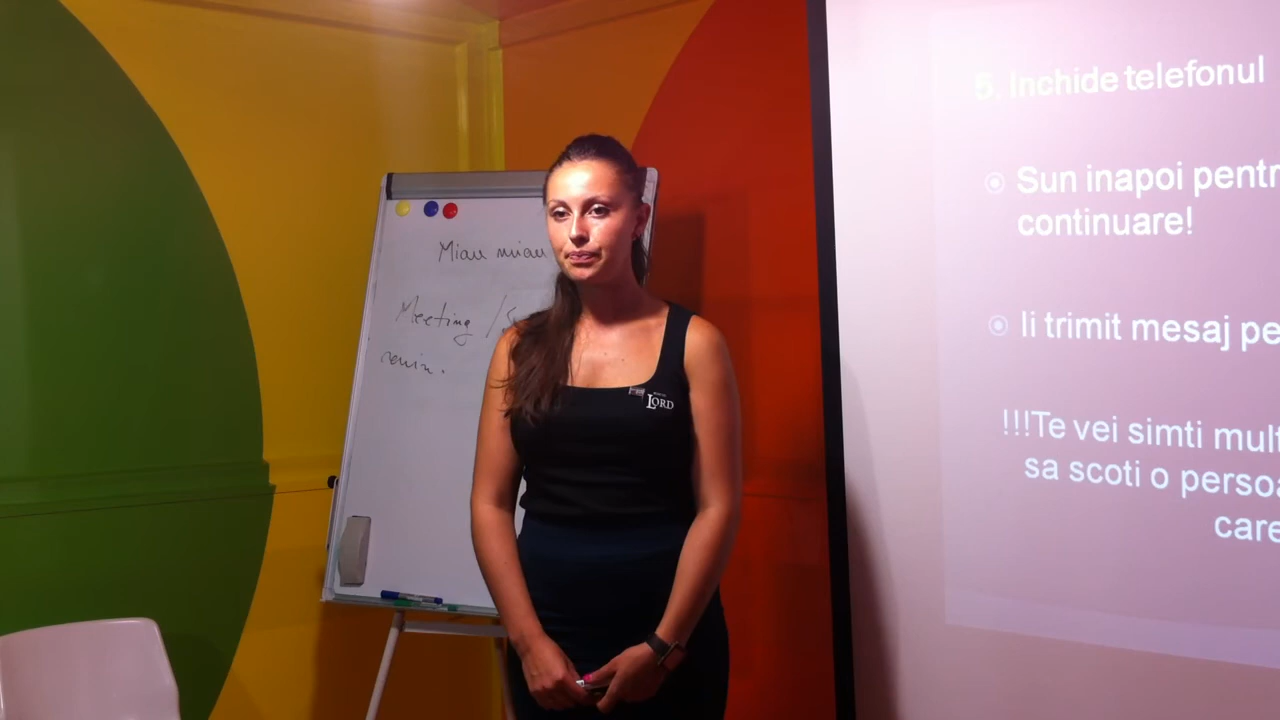 Miau miau
Meeting /
LORD
5. Inchide telefonul
Sun inapoi pentr
continuare!
Ii trimit mesaj pe
!!!Te vei simti mult
sa scoti o persoa
care